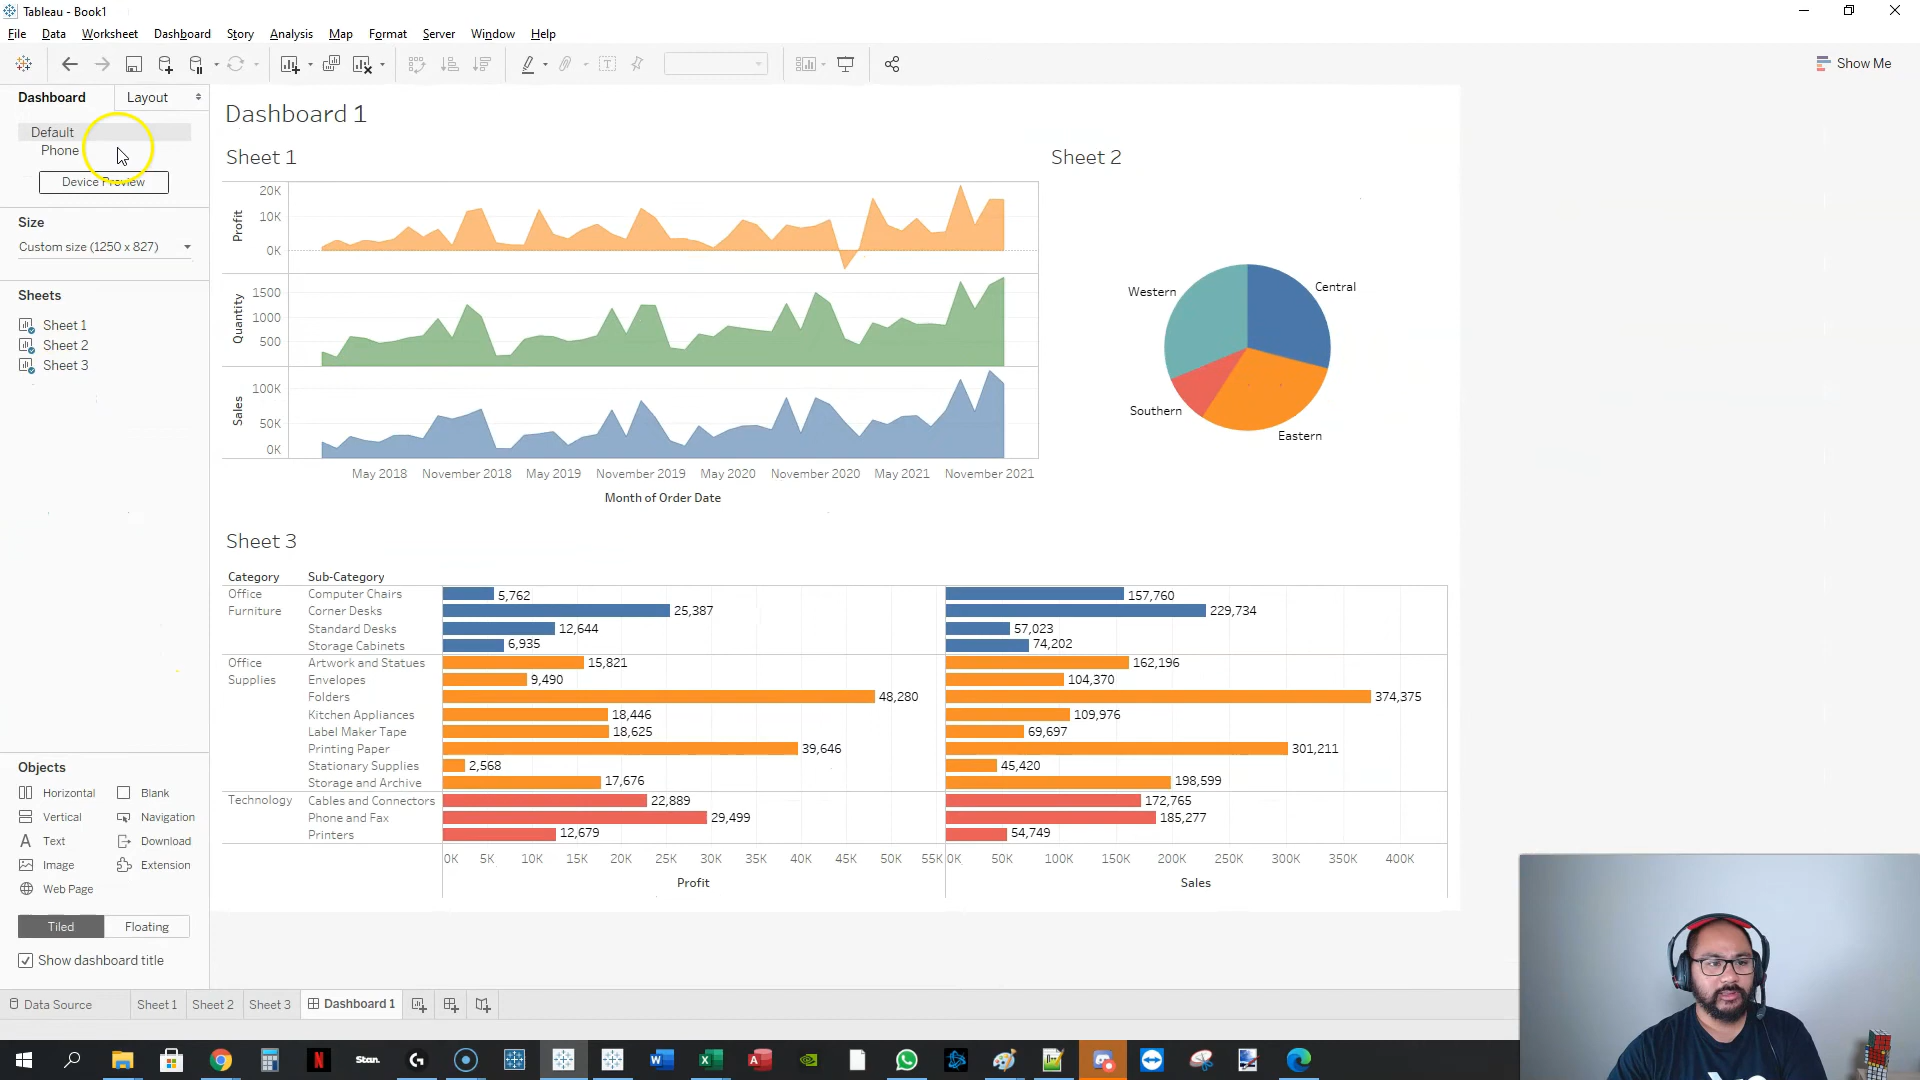 Tableau - Book1
File Data Worksheet Dashboard Story Analysis Map Format Server Window Help
Show Me
Dashboard Layout
Default
Phone
Device Preview
Size
Custom size (1250 x 827)
Sheets
Sheet 1
Sheet 2
Sheet 3
Objects
Horizontal Blank
Vertical Navigation
Text Download
Image Extension
Web Page
Tiled Floating
Show dashboard title
Dashboard 1
Sheet 1
Profit
20K
10K
0K
Quantity
1500
1000
500
Sales
100K
50K
0K
May 2018 November 2018 May 2019 November 2019 May 2020 November 2020 May 2021 November 2021
Month of Order Date
Sheet 2
Western
Central
Southern
Eastern
Sheet 3
Category Sub-Category
Office Furniture Computer Chairs 5,762 157,760
Corner Desks 25,387 229,734
Standard Desks 12,644 57,023
Storage Cabinets 6,935 74,202
Office Supplies Artwork and Statues 15,821 162,196
Envelopes 9,490 104,370
Folders 48,280 374,375
Kitchen Appliances 18,446 109,976
Label Maker Tape 18,625 69,697
Printing Paper 39,646 301,211
Stationary Supplies 2,568 45,420
Storage and Archive 17,676 198,599
Technology Cables and Connectors 22,889 172,765
Phone and Fax 29,499 185,277
Printers 12,679 54,749
0K 5K 10K 15K 20K 25K 30K 35K 40K 45K 50K 55K 0K 50K 100K 150K 200K 250K 300K 350K 400K
Profit Sales
Data Source Sheet 1 Sheet 2 Sheet 3 Dashboard 1
Stan.